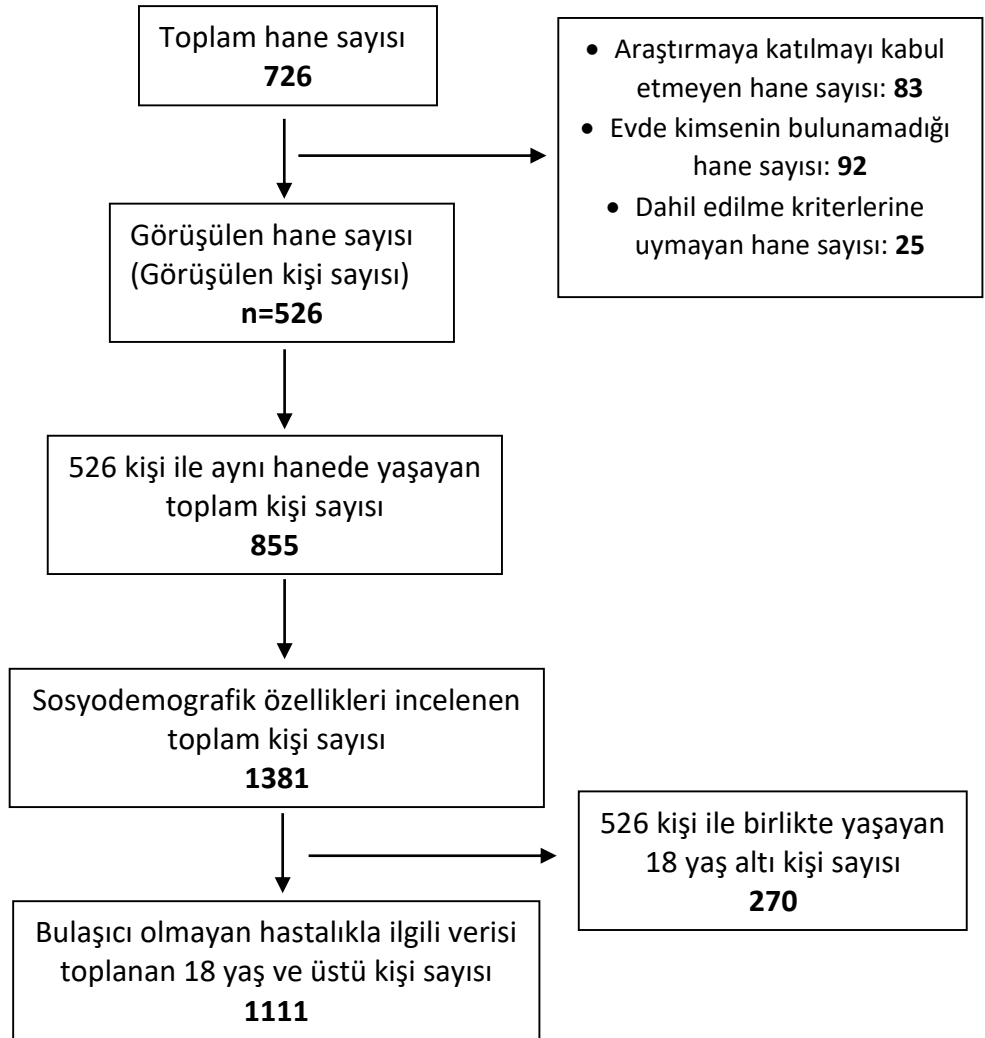 Toplam hane sayısı
726
• Araştırmaya katılmayı kabul
etmeyen hane sayısı: 83
• Evde kimsenin bulunamadığı
hane sayısı: 92
• Dahil edilme kriterlerine
uymayan hane sayısı: 25
Görüşülen hane sayısı
(Görüşülen kişi sayısı)
n=526
526 kişi ile aynı hanede yaşayan
toplam kişi sayısı
855
Sosyodemografik özellikleri incelenen
toplam kişi sayısı
1381
526 kişi ile birlikte yaşayan
18 yaş altı kişi sayısı
270
Bulaşıcı olmayan hastalıkla ilgili verisi
toplanan 18 yaş ve üstü kişi sayısı
1111